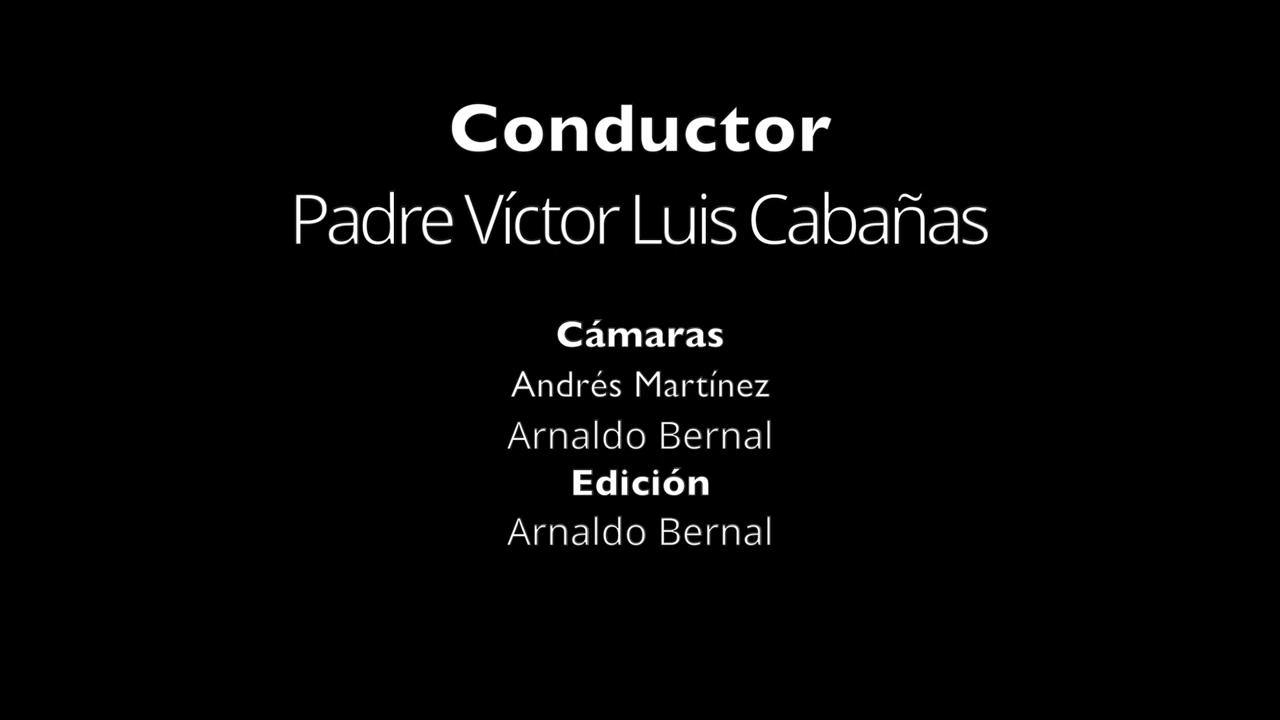 Conductor
Padre Víctor Luis Cabañas
Cámaras
Andrés Martínez
Arnaldo Bernal
Edición
Arnaldo Bernal